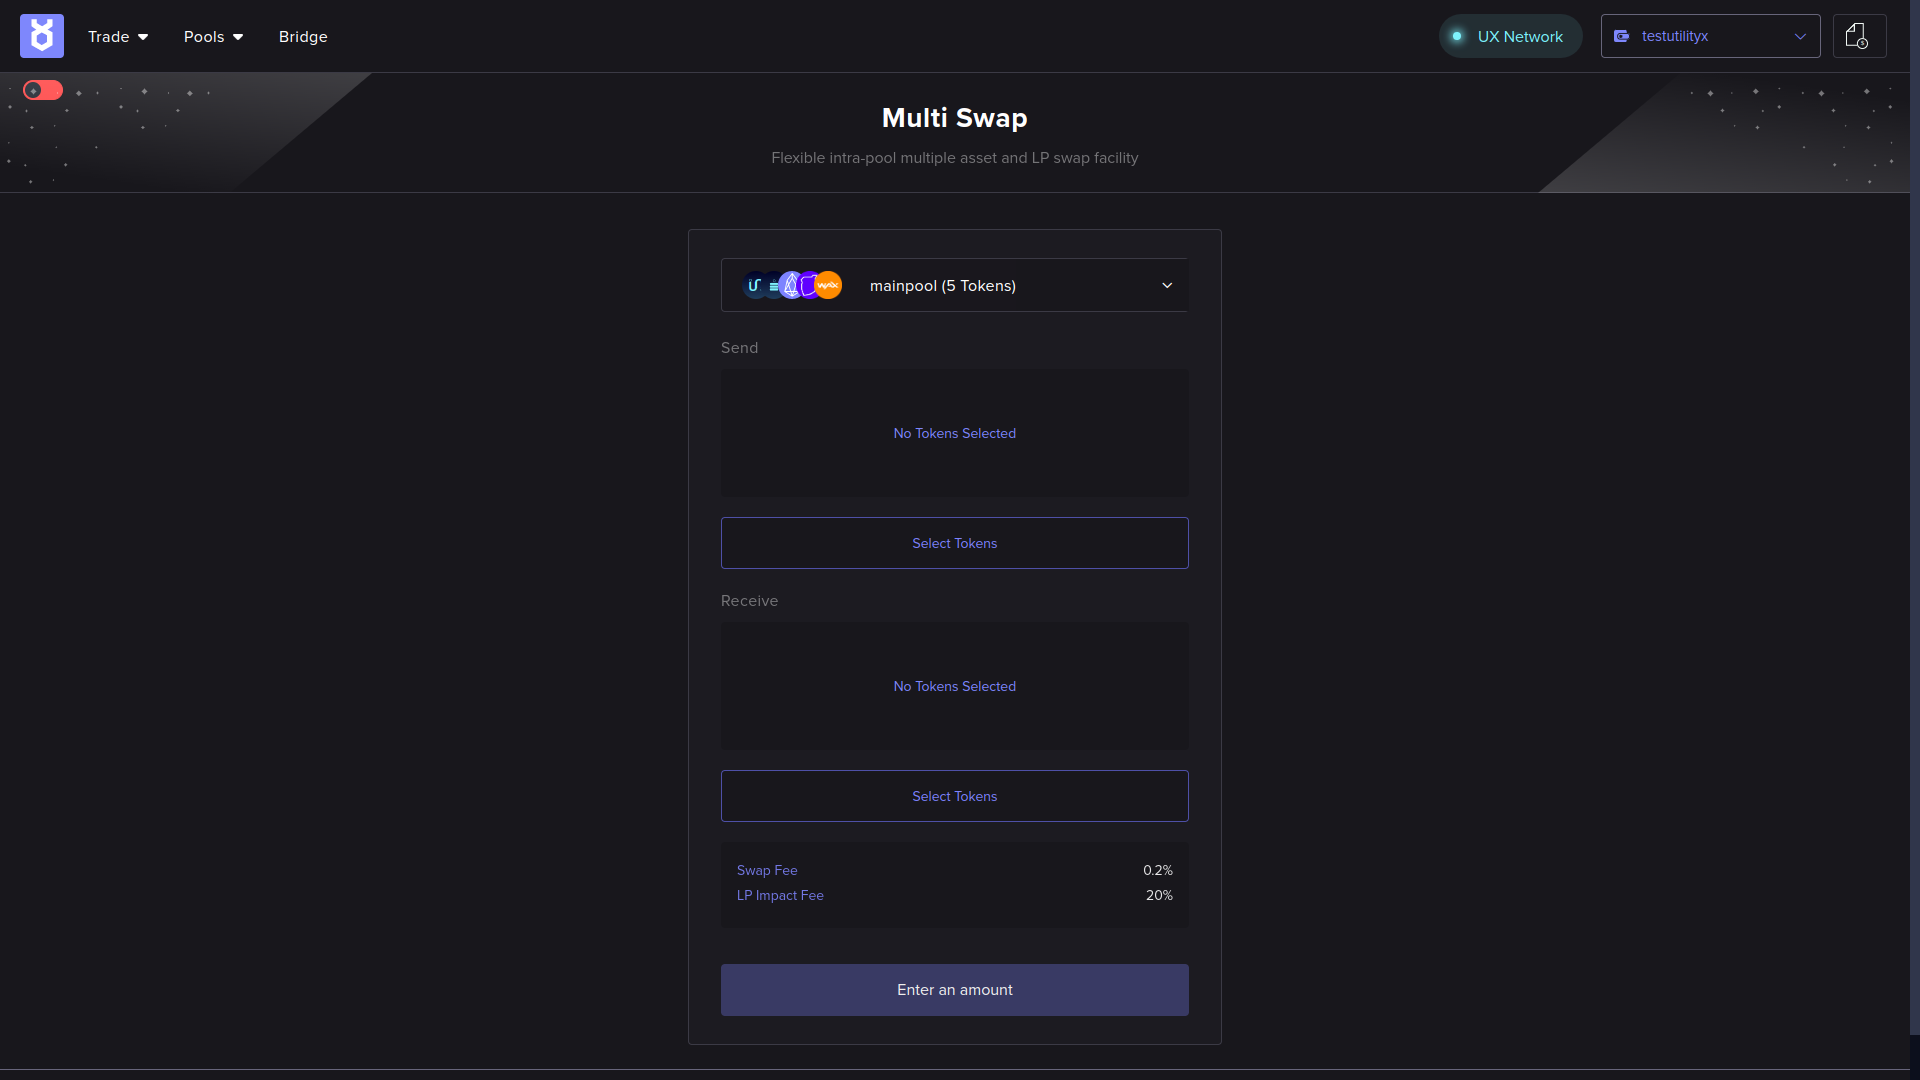 Trade
Pools
Bridge
UX Network
testutilityx
Multi Swap
Flexible intra-pool multiple asset and LP swap facility
mainpool (5 Tokens)
Send
No Tokens Selected
Select Tokens
Receive
No Tokens Selected
Select Tokens
Swap Fee 0.2%
LP Impact Fee 20%
Enter an amount